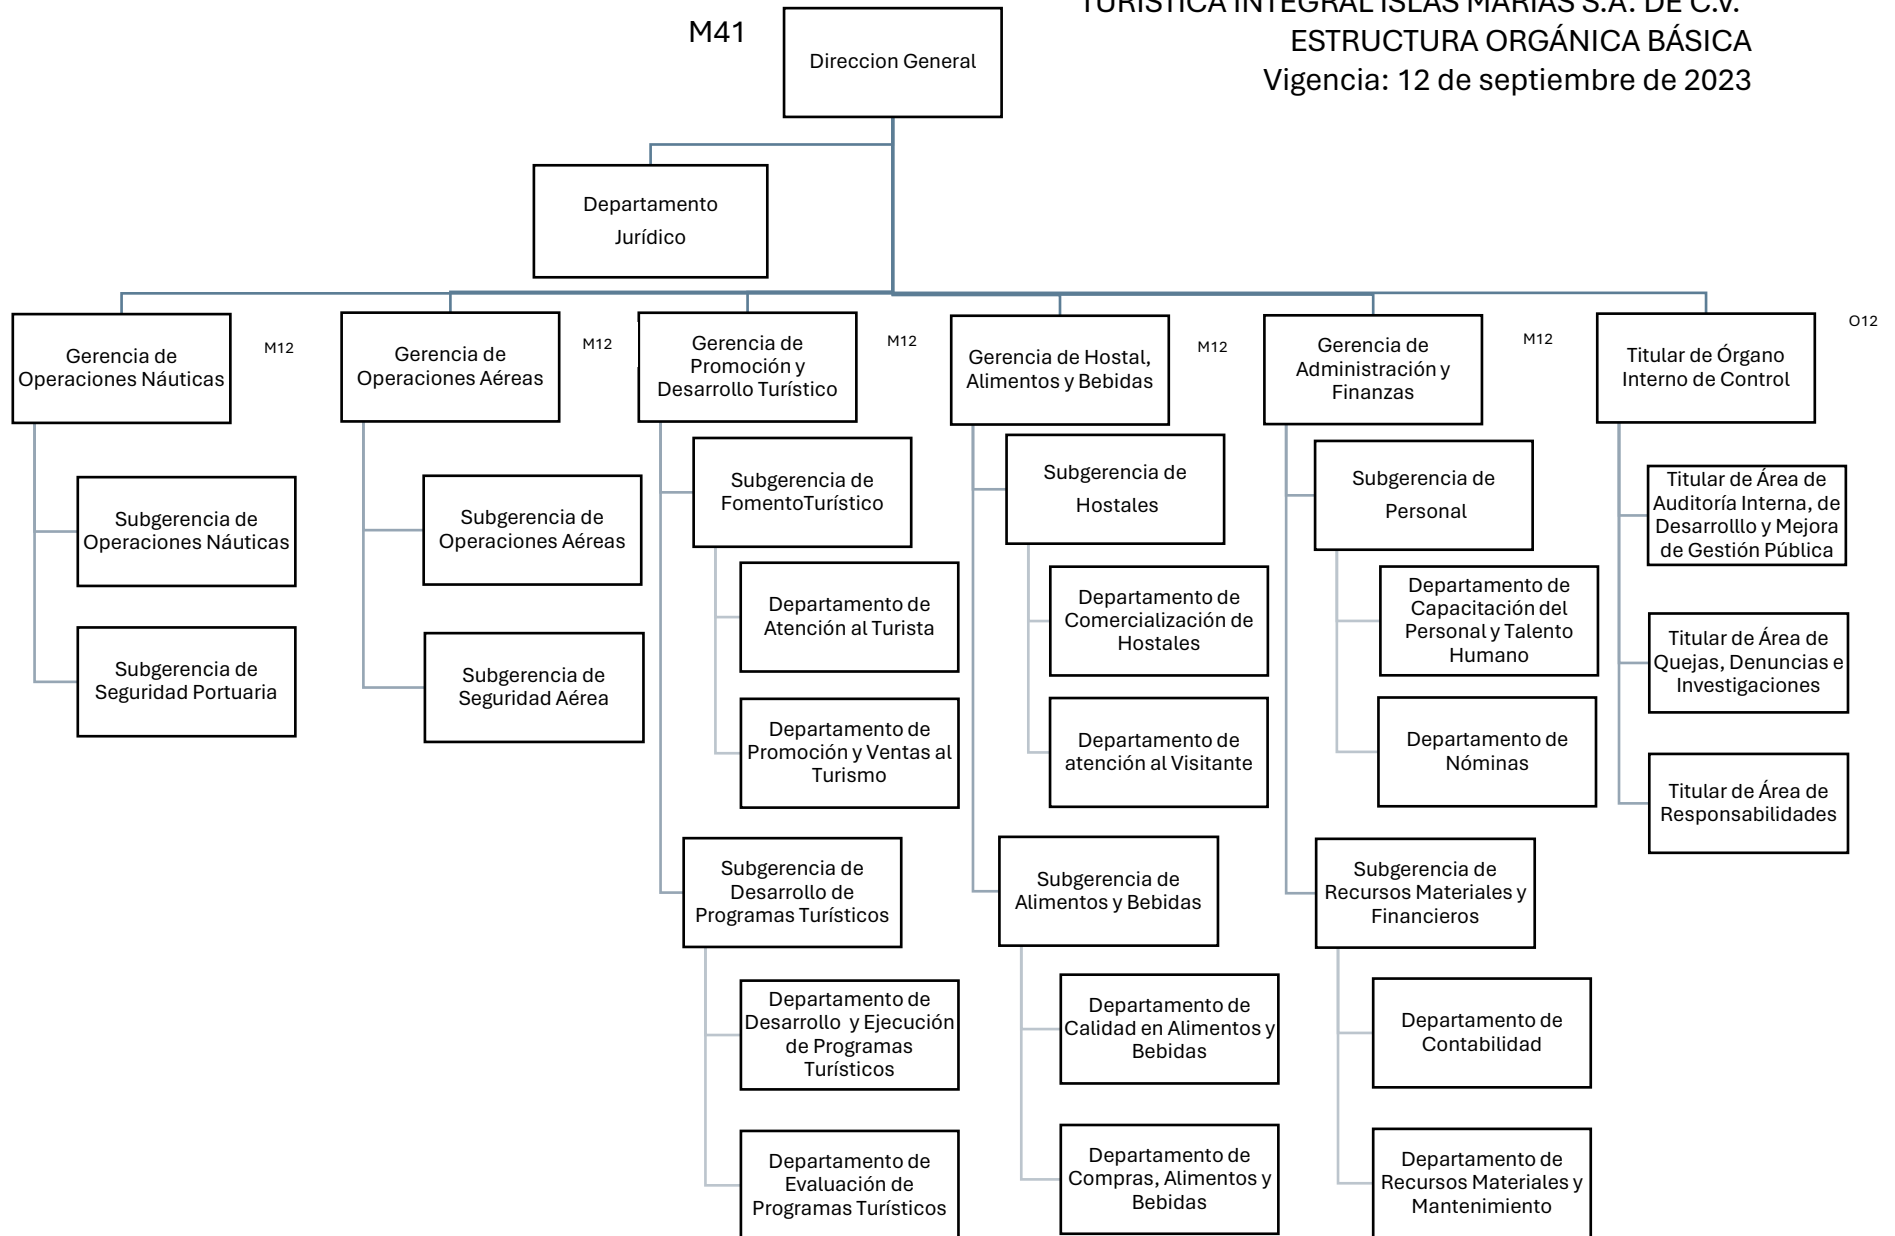 TURÍSTICA INTEGRAL ISLAS MARÍAS S.A. DE C.V.
ESTRUCTURA ORGÁNICA BÁSICA
Vigencia: 12 de septiembre de 2023
M41
Direccion General
Departamento
Jurídico
Gerencia de
Operaciones Náuticas
M12
Subgerencia de
Operaciones Náuticas
Subgerencia de
Seguridad Portuaria
Gerencia de
Operaciones Aéreas
M12
Subgerencia de
Operaciones Aéreas
Subgerencia de
Seguridad Aérea
Gerencia de
Promoción y
Desarrollo Turístico
M12
Subgerencia de
FomentoTurístico
Departamento de
Atención al Turista
Departamento de
Promoción y Ventas al
Turismo
Subgerencia de
Desarrollo de
Programas Turísticos
Departamento de
Desarrollo  y Ejecución
de Programas
Turísticos
Departamento de
Evaluación de
Programas Turísticos
Gerencia de Hostal,
Alimentos y Bebidas
M12
Subgerencia de
Hostales
Departamento de
Comercialización de
Hostales
Departamento de
atención al Visitante
Subgerencia de
Alimentos y Bebidas
Departamento de
Calidad en Alimentos y
Bebidas
Departamento de
Compras, Alimentos y
Bebidas
Gerencia de
Administración y
Finanzas
M12
Subgerencia de
Personal
Departamento de
Capacitación del
Personal y Talento
Humano
Departamento de
Nóminas
Subgerencia de
Recursos Materiales y
Financieros
Departamento de
Contabilidad
Departamento de
Recursos Materiales y
Mantenimiento
Titular de Órgano
Interno de Control
O12
Titular de Área de
Auditoría Interna, de
Desarrolllo y Mejora
de Gestión Pública
Titular de Área de
Quejas, Denuncias e
Investigaciones
Titular de Área de
Responsabilidades